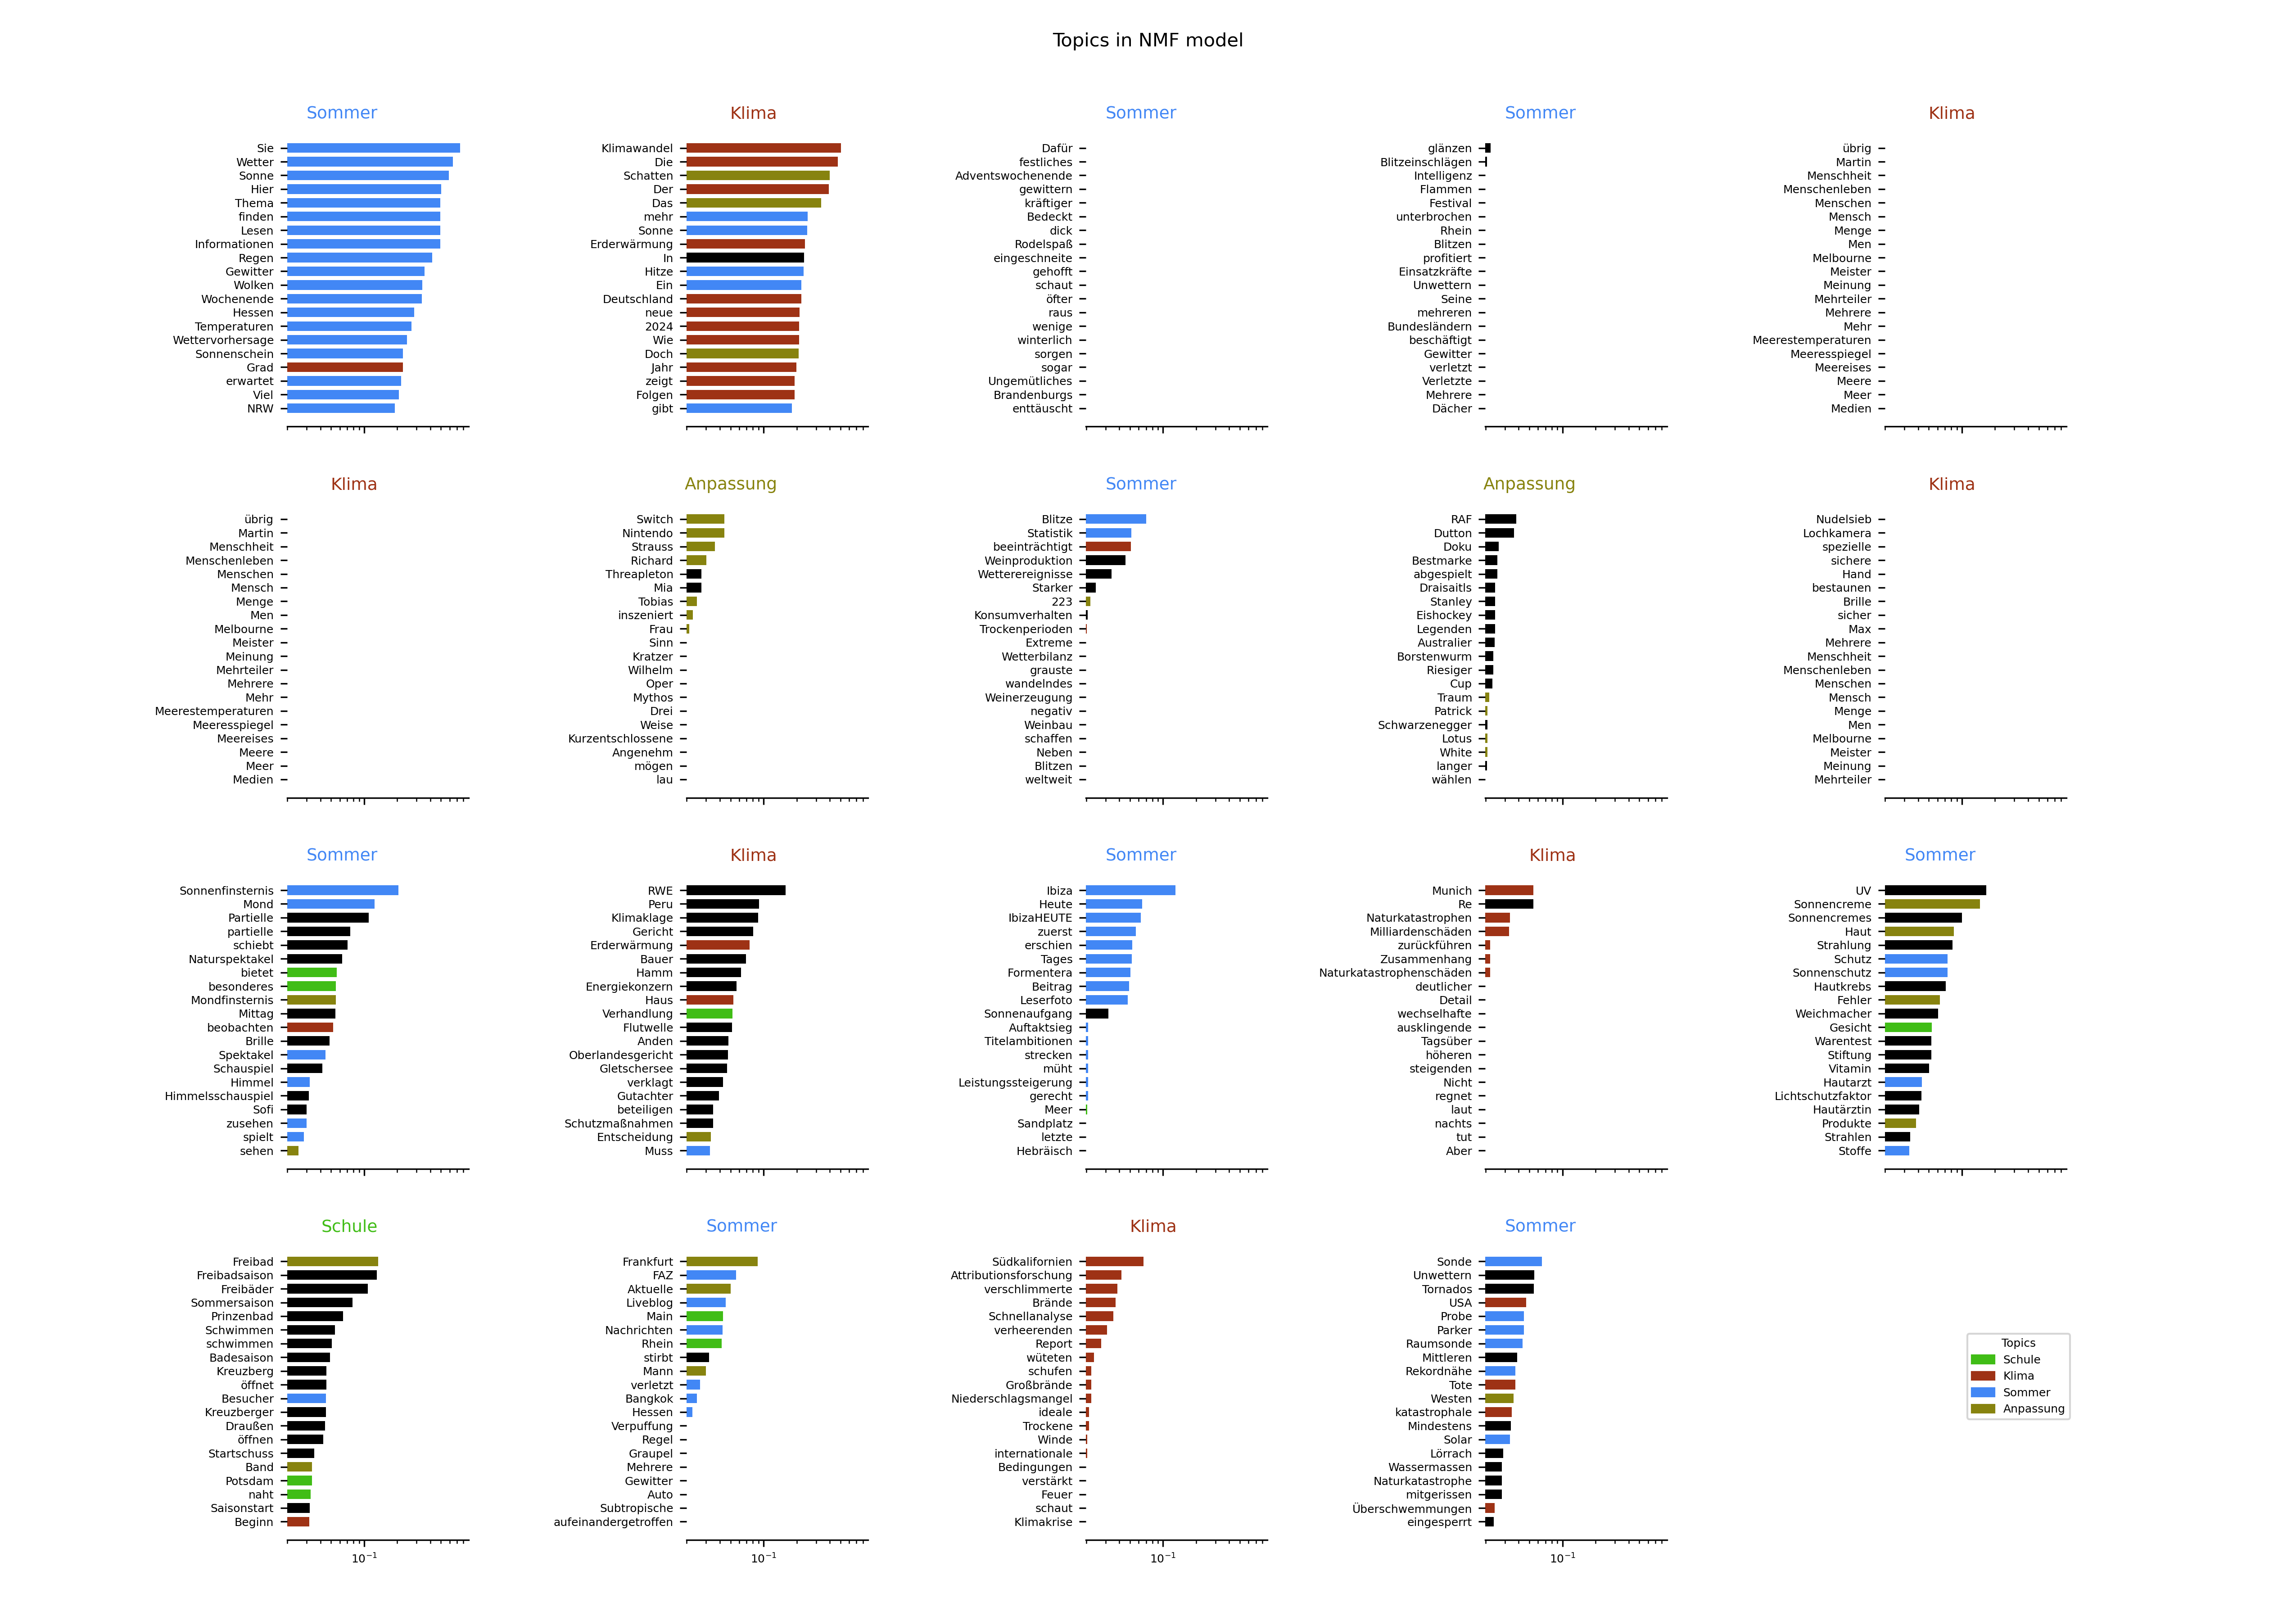 Topics in NMF model
Sommer
Sie
Wetter
Sonne
Hier
Thema
finden
Lesen
Informationen
Regen
Gewitter
Wolken
Wochenende
Hessen
Temperaturen
Wettervorhersage
Sonnenschein
Grad
erwartet
Viel
NRW
Klima
Klimawandel
Die
Schatten
Der
Das
mehr
Sonne
Erderwärmung
In
Hitze
Ein
Deutschland
neue
2024
Wie
Doch
Jahr
zeigt
Folgen
gibt
Sommer
Dafür
festliches
Adventswochenende
gewittern
kräftiger
Bedeckt
dick
Rodelspaß
eingeschneite
gehofft
schaut
öfter
raus
wenige
winterlich
sorgen
sogar
Ungemütliches
Brandenburgs
enttäuscht
Sommer
glänzen
Blitzeinschlägen
Intelligenz
Flammen
Festival
unterbrochen
Rhein
Blitzen
profitiert
Einsatzkräfte
Unwettern
Seine
mehreren
Bundesländern
beschäftigt
Gewitter
verletzt
Verletzte
Mehrere
Dächer
Klima
übrig
Martin
Menschheit
Menschenleben
Menschen
Mensch
Menge
Men
Melbourne
Meister
Meinung
Mehrteiler
Mehrere
Mehr
Meerestemperaturen
Meeresspiegel
Meereises
Meere
Meer
Medien
Klima
übrig
Martin
Menschheit
Menschenleben
Menschen
Mensch
Menge
Men
Melbourne
Meister
Meinung
Mehrteiler
Mehrere
Mehr
Meerestemperaturen
Meeresspiegel
Meereises
Meere
Meer
Medien
Anpassung
Switch
Nintendo
Strauss
Richard
Threapleton
Mia
Tobias
inszeniert
Frau
Sinn
Kratzer
Wilhelm
Oper
Mythos
Drei
Weise
Kurzentschlossene
Angenehm
mögen
lau
Sommer
Blitze
Statistik
beeinträchtigt
Weinproduktion
Wetterereignisse
Starker
223
Konsumverhalten
Trockenperioden
Extreme
Wetterbilanz
grauste
wandelndes
Weinerzeugung
negativ
Weinbau
schaffen
Neben
Blitzen
weltweit
Anpassung
RAF
Dutton
Doku
Bestmarke
abgespielt
Draisaitls
Stanley
Eishockey
Legenden
Australier
Borstenwurm
Riesiger
Cup
Traum
Patrick
Schwarzenegger
Lotus
White
langer
wählen
Klima
Nudelsieb
Lochkamera
spezielle
sichere
Hand
bestaunen
Brille
sicher
Max
Mehrere
Menschheit
Menschenleben
Menschen
Mensch
Menge
Men
Melbourne
Meister
Meinung
Mehrteiler
Sommer
Sonnenfinsternis
Mond
Partielle
partielle
schiebt
Naturspektakel
bietet
besonderes
Mondfinsternis
Mittag
beobachten
Brille
Spektakel
Schauspiel
Himmel
Himmelsschauspiel
Sofi
zusehen
spielt
sehen
Klima
RWE
Peru
Klimaklage
Gericht
Erderwärmung
Bauer
Hamm
Energiekonzern
Haus
Verhandlung
Flutwelle
Anden
Oberlandesgericht
Gletschersee
verklagt
Gutachter
beteiligen
Schutzmaßnahmen
Entscheidung
Muss
Sommer
Ibiza
Heute
IbizaHEUTE
zuerst
erschien
Tages
Formentera
Beitrag
Leserfoto
Sonnenaufgang
Auftaktsieg
Titelambitionen
strecken
müht
Leistungssteigerung
gerecht
Meer
Sandplatz
letzte
Hebräisch
Klima
Munich
Re
Naturkatastrophen
Milliardenschäden
zurückführen
Zusammenhang
Naturkatastrophenschäden
deutlicher
Detail
wechselhafte
ausklingende
Tagsüber
höheren
steigenden
Nicht
regnet
laut
nachts
tut
Aber
Sommer
UV
Sonnencreme
Sonnencremes
Haut
Strahlung
Schutz
Sonnenschutz
Hautkrebs
Fehler
Weichmacher
Gesicht
Warentest
Stiftung
Vitamin
Hautarzt
Lichtschutzfaktor
Hautärztin
Produkte
Strahlen
Stoffe
Schule
Freibad
Freibadsaison
Freibäder
Sommersaison
Prinzenbad
Schwimmen
schwimmen
Badesaison
Kreuzberg
öffnet
Besucher
Kreuzberger
Draußen
öffnen
Startschuss
Band
Potsdam
naht
Saisonstart
Beginn
10⁻¹
Sommer
Frankfurt
FAZ
Aktuelle
Liveblog
Main
Nachrichten
Rhein
stirbt
Mann
verletzt
Bangkok
Hessen
Verpuffung
Regel
Graupel
Mehrere
Gewitter
Auto
Subtropische
aufeinandergetroffen
10⁻¹
Klima
Südkalifornien
Attributionsforschung
verschlimmerte
Brände
Schnellanalyse
verheerenden
Report
wüteten
schufen
Großbrände
Niederschlagsmangel
ideale
Trockene
Winde
internationale
Bedingungen
verstärkt
Feuer
schaut
Klimakrise
10⁻¹
Sommer
Sonde
Unwettern
Tornados
USA
Probe
Parker
Raumsonde
Mittleren
Rekordnähe
Tote
Westen
katastrophale
Mindestens
Solar
Lörrach
Wassermassen
Naturkatastrophe
mitgerissen
Überschwemmungen
eingesperrt
10⁻¹
Topics
Schule
Klima
Sommer
Anpassung